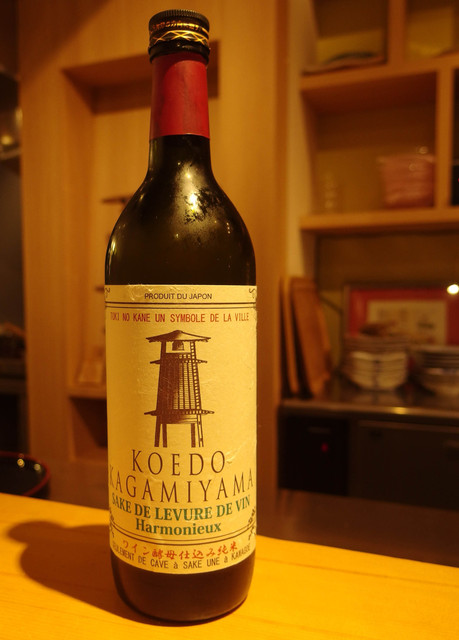 PRODUIT DU JAPON
TOKI NO KANE UN SYMBOLE DE LA VILLE
KOEDO
KAGAMIYAMA
SAKE DE LEVURE DE VIN
Harmonieux
ワイン酵母仕込み純米
SEULEMENT DE CAVE à SAKE UNE à KAWAGOE